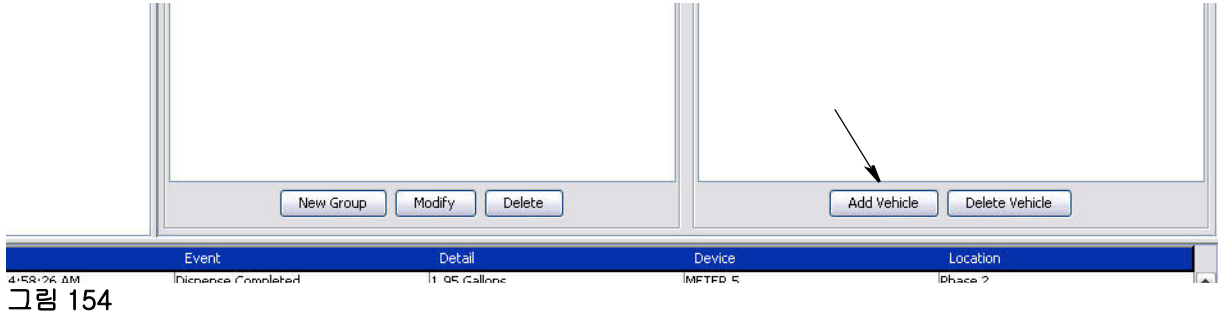 New Group Modify Delete Add Vehicle Delete Vehicle
Event Detail Device Location
4:58:26 AM Dispense Completed 1.95 Gallons METER 5 Phase 2
그림 154